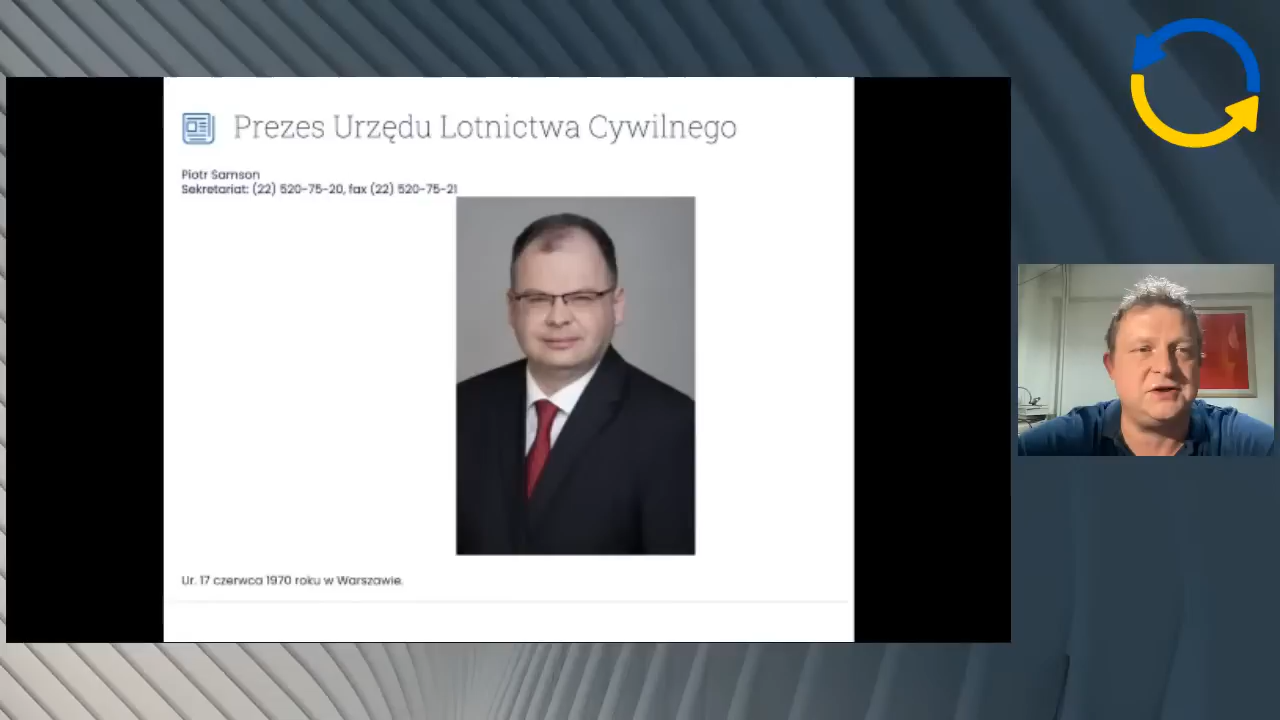 Prezes Urzędu Lotnictwa Cywilnego
Piotr Samson
Sekretariat: (22) 520-75-20, fax (22) 520-75-21
Ur. 17 czerwca 1970 roku w Warszawie.